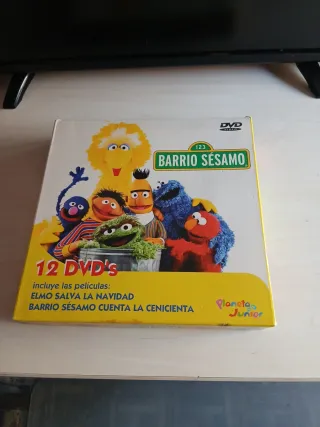 DVD
VIDEO
123
BARRIO SÉSAMO
12 DVD's
incluye las películas:
ELMO SALVA LA NAVIDAD
BARRIO SÉSAMO CUENTA LA CENICIENTA
Planeta
Junior